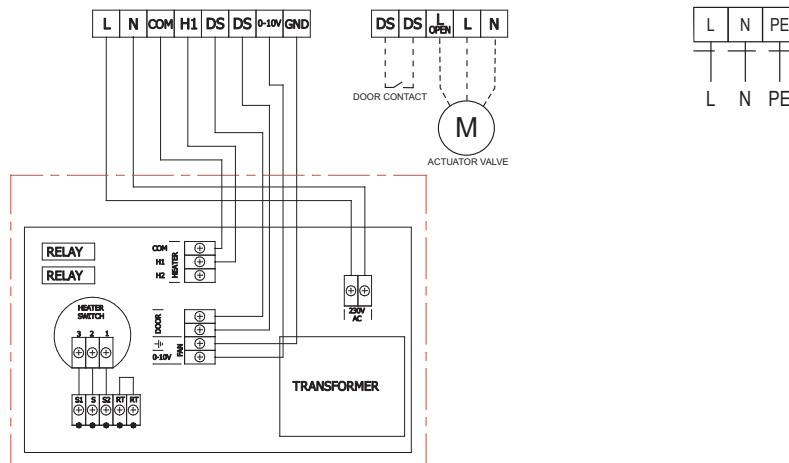 L N COM H1 DS DS 0-10V GND
DS DS L OPEN L N
L N PE
DOOR CONTACT
M
ACTUATOR VALVE
L N PE
RELAY
RELAY
COM
H1
H2
HEATER
HEATER
SWITCH
3 2 1
DOOR
0-10V
FAN
230V
AC
TRANSFORMER
S1 S S2 RT RT